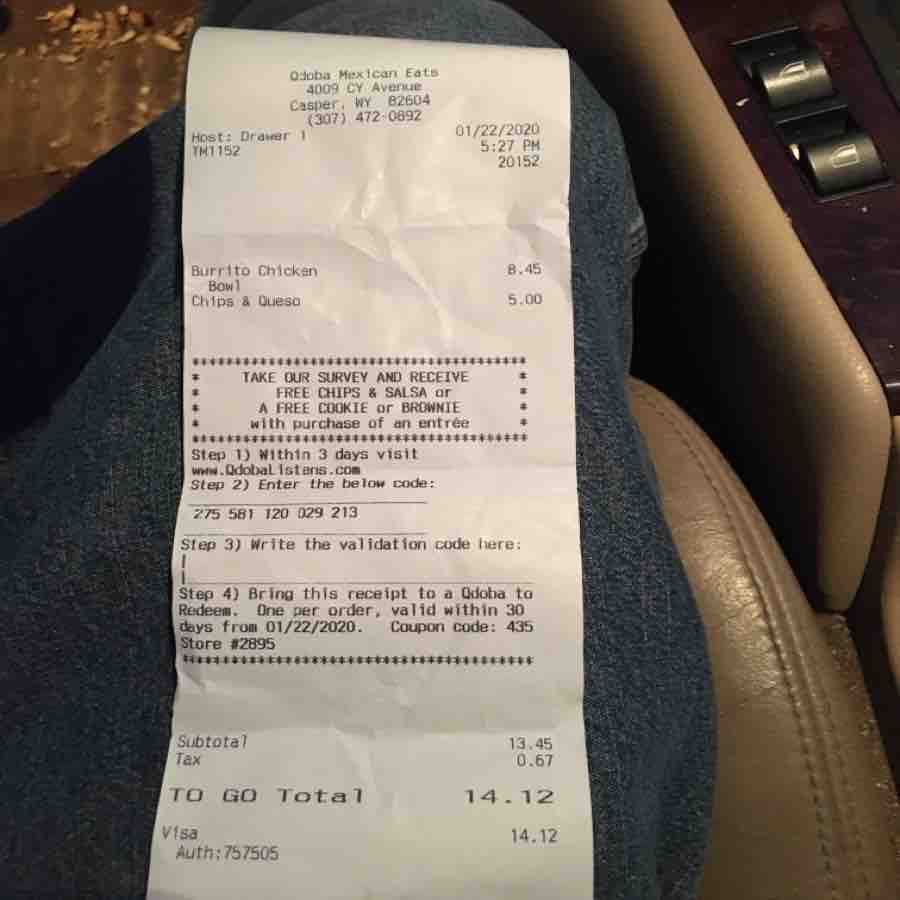 Qdoba Mexican Eats
4009 CY Avenue
Casper, WY 82604
(307) 472-0892
Host: Drawer 1 01/22/2020
TM1152 5:27 PM
20152
Burrito Chicken 8.45
Bowl
Chips & Queso 5.00
****************************************
* TAKE OUR SURVEY AND RECEIVE *
* FREE CHIPS & SALSA or *
* A FREE COOKIE or BROWNIE *
* with purchase of an entrée *
****************************************
Step 1) Within 3 days visit
www.QdobaListens.com
Step 2) Enter the below code:
275 581 120 029 213
Step 3) Write the validation code here:
Step 4) Bring this receipt to a Qdoba to
Redeem. One per order, valid within 30
days from 01/22/2020. Coupon code: 435
Store #2895
****************************************
Subtotal 13.45
Tax 0.67
TO GO Total 14.12
Visa 14.12
Auth:757505